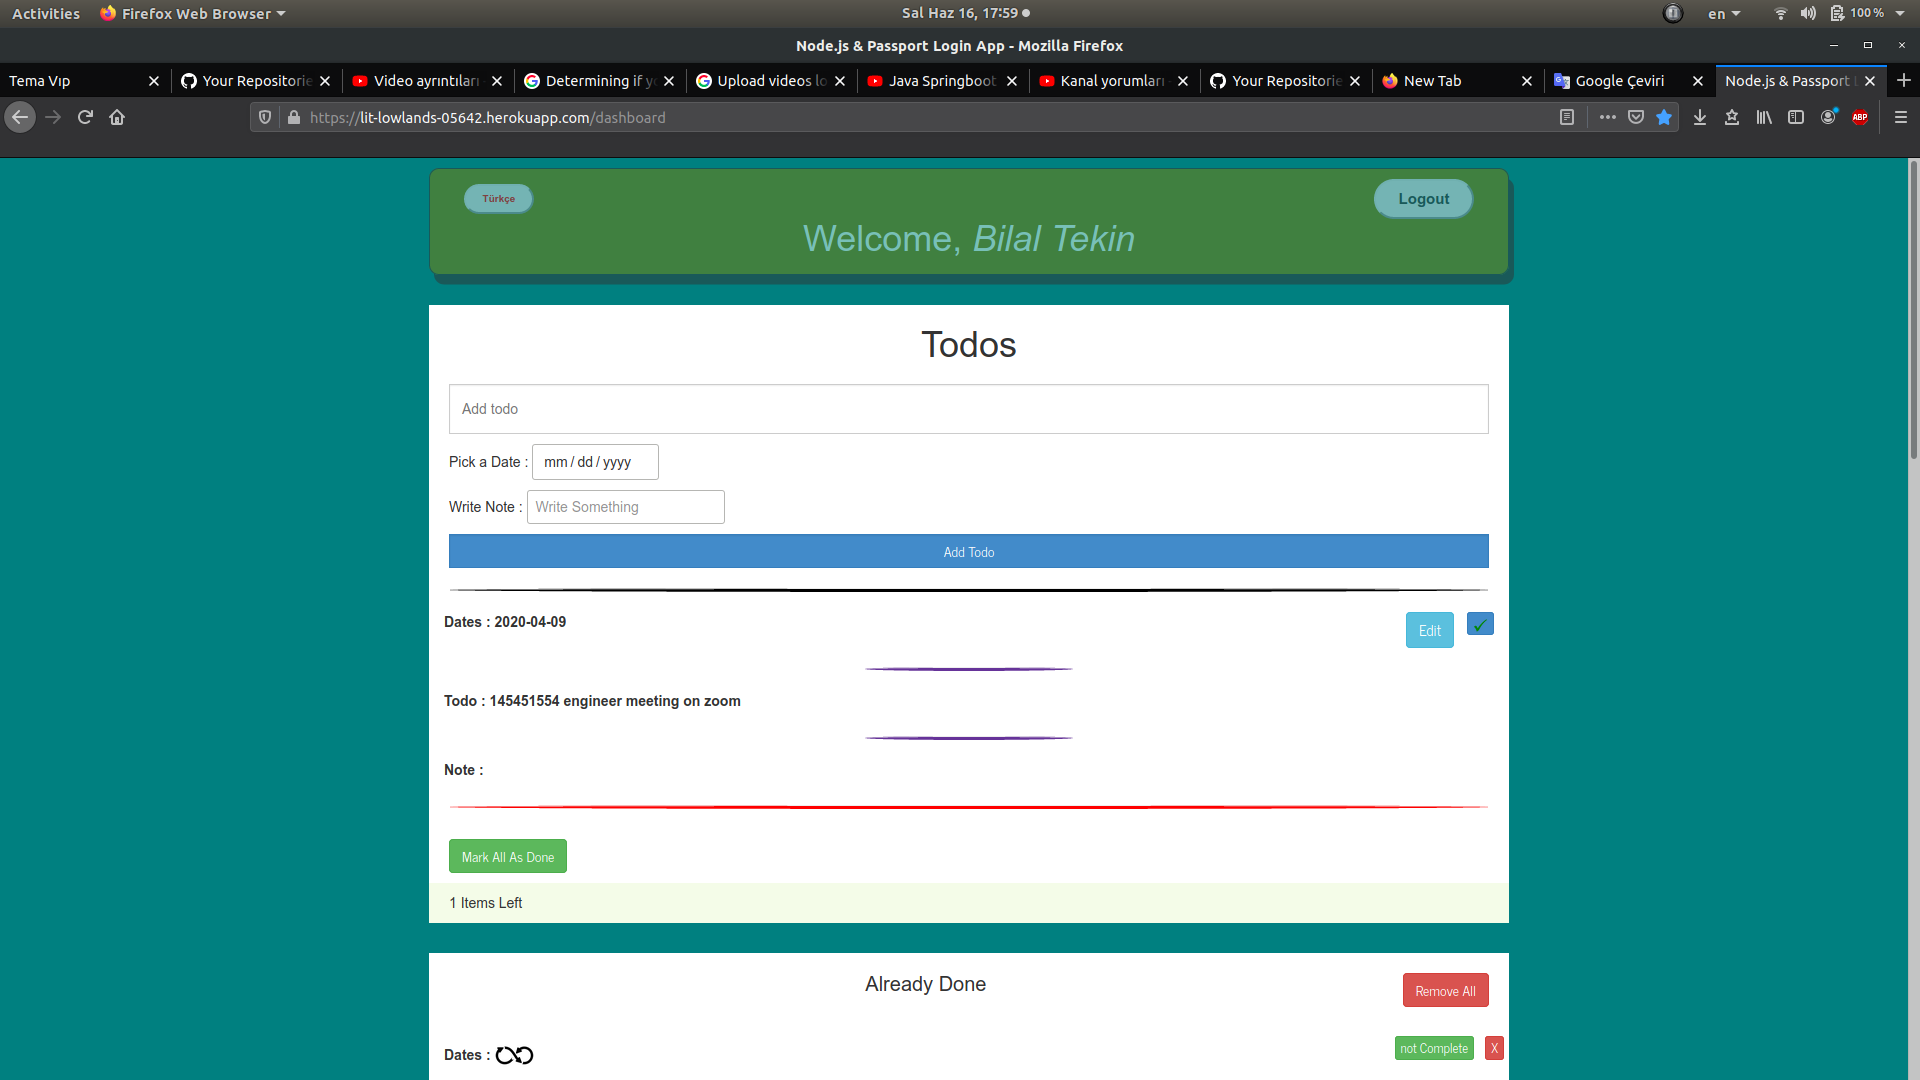 Activities Firefox Web Browser Sal Haz 16, 17:59 en 100%
Node.js & Passport Login App - Mozilla Firefox
Tema Vıp Your Repositorie Video ayrıntıları Determining if yo Upload videos lo Java Springboot Kanal yorumları Your Repositorie New Tab Google Çeviri Node.js & Passport L
https://lit-lowlands-05642.herokuapp.com/dashboard ABP
Türkçe
Logout
Welcome, Bilal Tekin
Todos
Add todo
Pick a Date : mm / dd / yyyy
Write Note : Write Something
Add Todo
Dates : 2020-04-09 Edit
Todo : 145451554 engineer meeting on zoom
Note :
Mark All As Done
1 Items Left
Already Done
Remove All
Dates : not Complete X